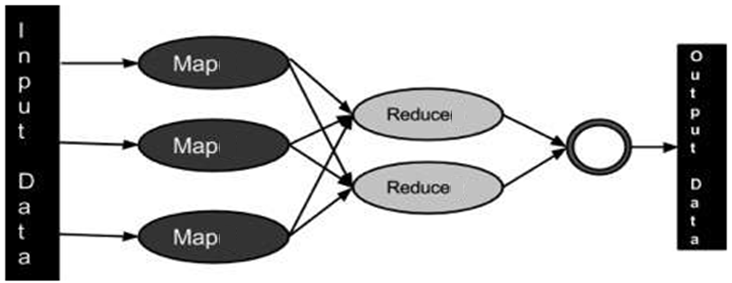 Input Data
Map
Map
Map
Reduce
Reduce
Output Data